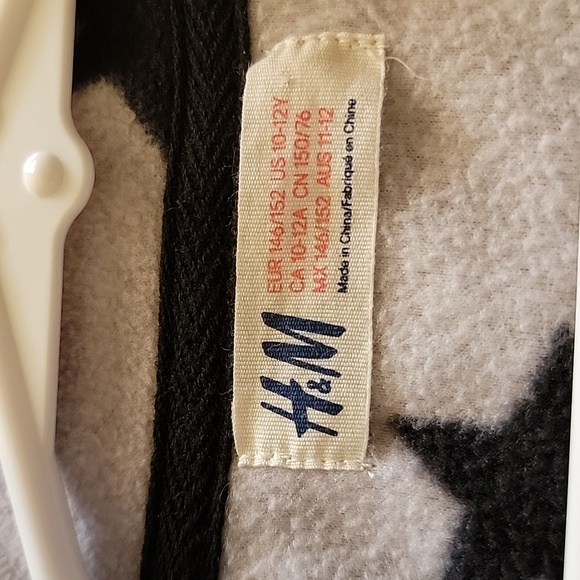 H&M
EUR 146/152 US 10-12Y
CA 10-12A CN 150/76
MX 146/152 AUS 11-12
Made in China/Fabriqué en Chine